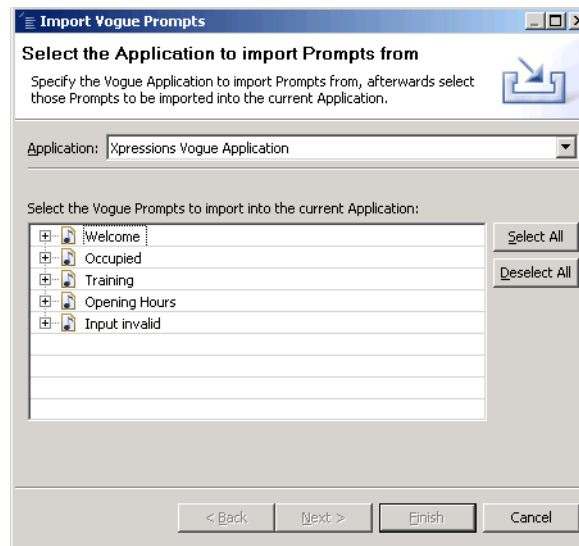 Import Vogue Prompts
Select the Application to import Prompts from
Specify the Vogue Application to import Prompts from, afterwards select
those Prompts to be imported into the current Application.
Application: Xpressions Vogue Application
Select the Vogue Prompts to import into the current Application:
Welcome
Select All
Occupied
Deselect All
Training
Opening Hours
Input invalid
< Back Next > Finish Cancel